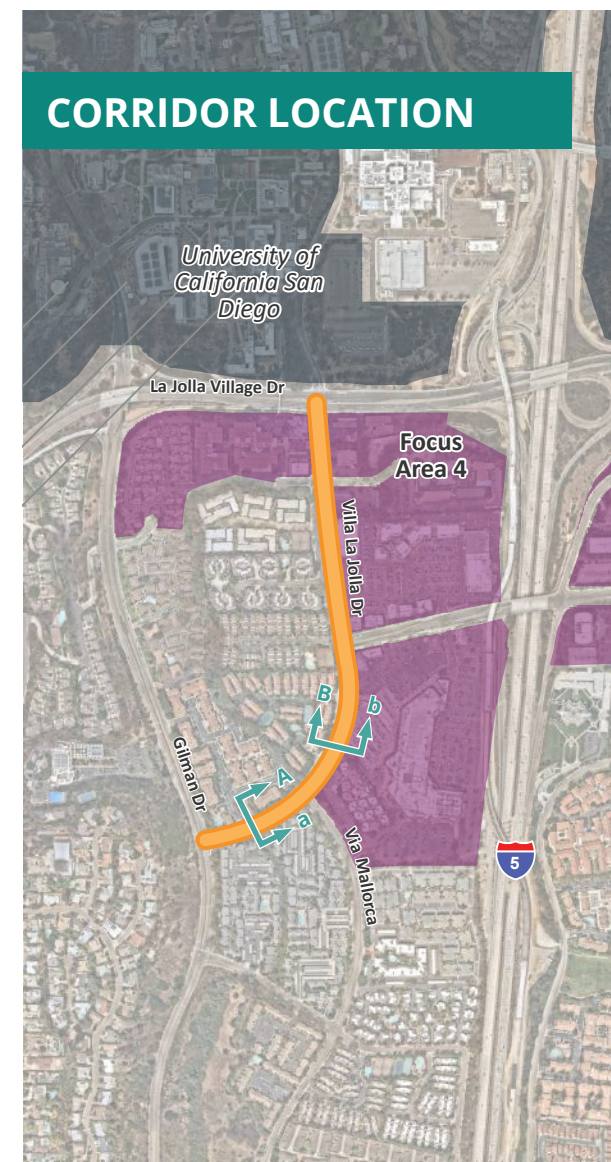 CORRIDOR LOCATION
University of
California San
Diego
La Jolla Village Dr
Focus
Area 4
Villa La Jolla Dr
B
b
Gilman Dr
A
a
Via Mallorca
5